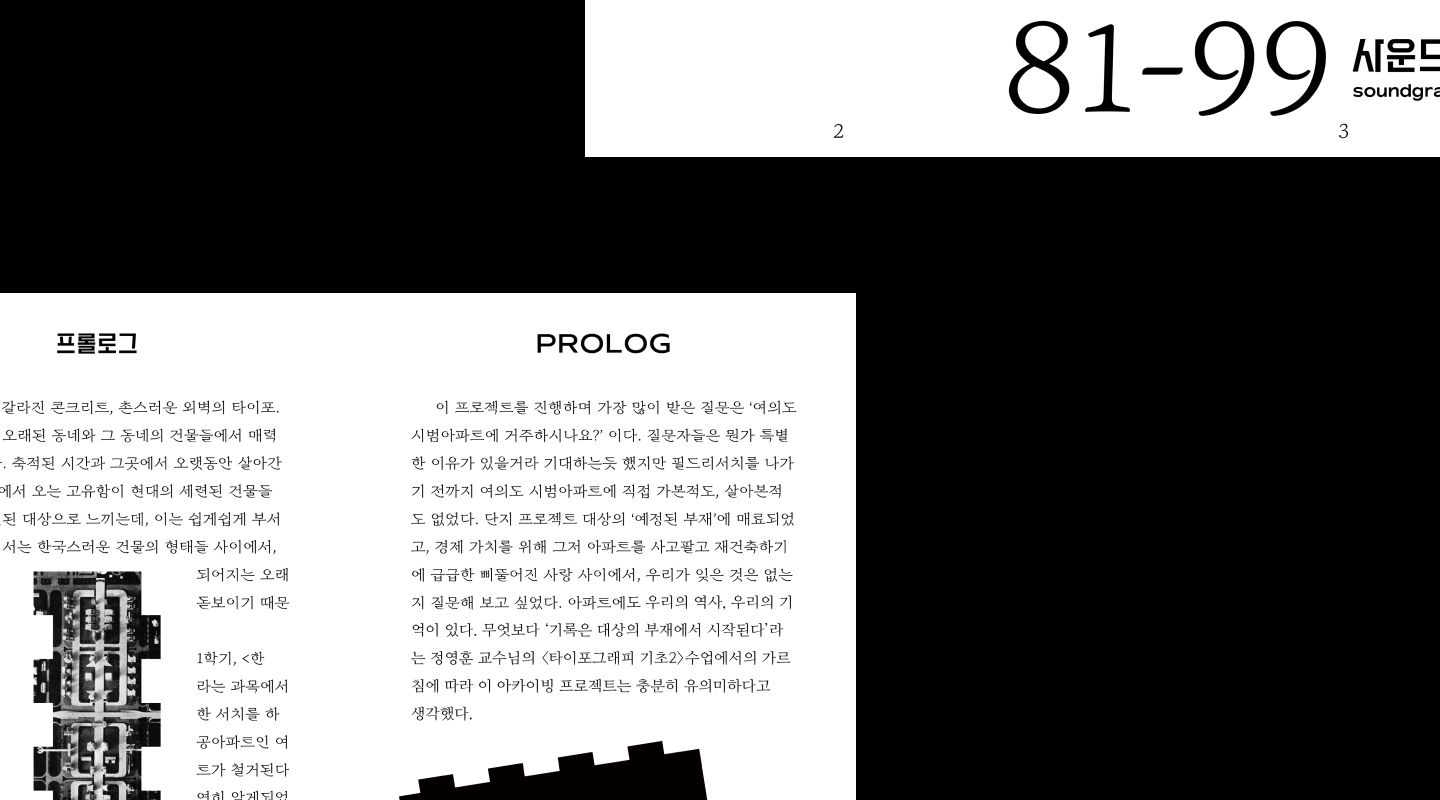 81-99
사운드
soundgra
2
3
프롤로그
PROLOG
갈라진 콘크리트, 촌스러운 외벽의 타이포.
오래된 동네와 그 동네의 건물들에서 매력
. 축적된 시간과 그곳에서 오랫동안 살아간
에서 오는 고유함이 현대의 세련된 건물들
된 대상으로 느끼는데, 이는 쉽게쉽게 부서
서는 한국스러운 건물의 형태들 사이에서,
되어지는 오래
돋보이기 때문
1학기, <한
라는 과목에서
한 서치를 하
공아파트인 여
트가 철거된다
연히 알게되었
이 프로젝트를 진행하며 가장 많이 받은 질문은 ‘여의도
시범아파트에 거주하시나요?’ 이다. 질문자들은 뭔가 특별
한 이유가 있을거라 기대하는듯 했지만 필드리서치를 나가
기 전까지 여의도 시범아파트에 직접 가본적도, 살아본적
도 없었다. 단지 프로젝트 대상의 ‘예정된 부재’에 매료되었
고, 경제 가치를 위해 그저 아파트를 사고팔고 재건축하기
에 급급한 삐뚤어진 사랑 사이에서, 우리가 잊은 것은 없는
지 질문해 보고 싶었다. 아파트에도 우리의 역사, 우리의 기
억이 있다. 무엇보다 ‘기록은 대상의 부재에서 시작된다’라
는 정영훈 교수님의 〈타이포그래피 기초2〉수업에서의 가르
침에 따라 이 아카이빙 프로젝트는 충분히 유의미하다고
생각했다.